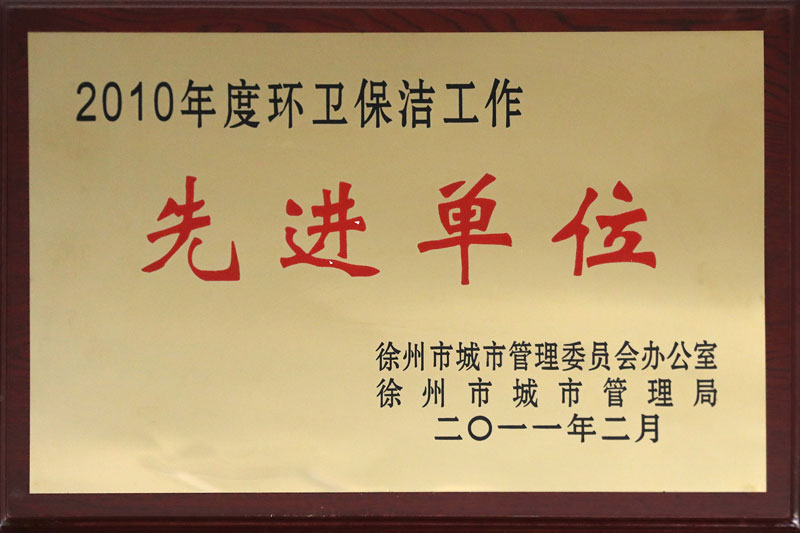 2010年度环卫保洁工作
先进单位
徐州市城市管理委员会办公室
徐州市城市管理局
二〇一一年二月